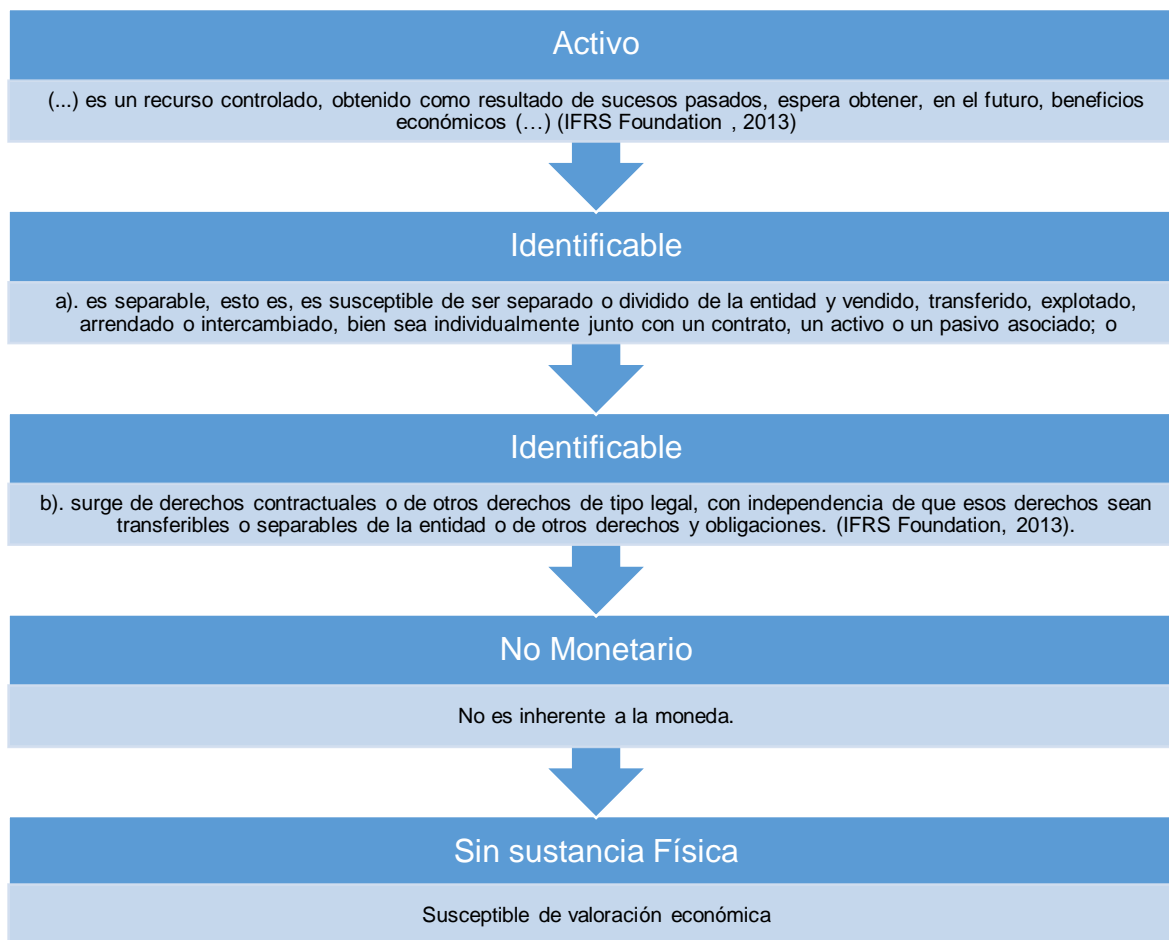 Activo
(...) es un recurso controlado, obtenido como resultado de sucesos pasados, espera obtener, en el futuro, beneficios
económicos (…) (IFRS Foundation , 2013)
Identificable
a). es separable, esto es, es susceptible de ser separado o dividido de la entidad y vendido, transferido, explotado,
arrendado o intercambiado, bien sea individualmente junto con un contrato, un activo o un pasivo asociado; o
Identificable
b). surge de derechos contractuales o de otros derechos de tipo legal, con independencia de que esos derechos sean
transferibles o separables de la entidad o de otros derechos y obligaciones. (IFRS Foundation, 2013).
No Monetario
No es inherente a la moneda.
Sin sustancia Física
Susceptible de valoración económica